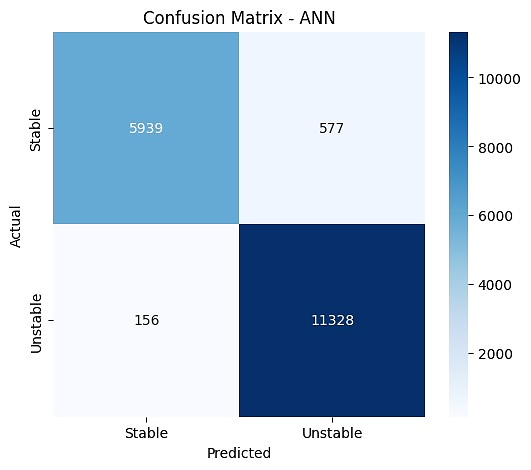 Confusion Matrix - ANN
Stable
5939
577
10000
8000
6000
4000
2000
Actual
Unstable
156
11328
Stable
Unstable
Predicted